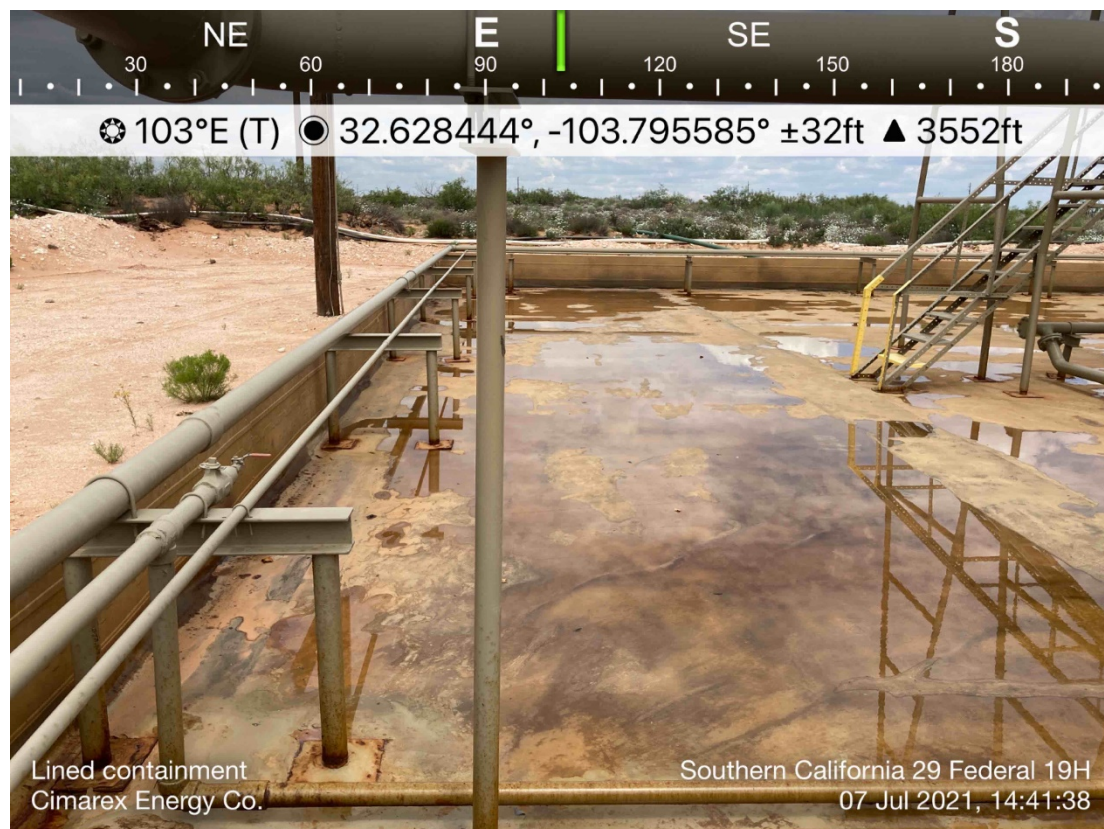 NE E SE S
30 60 90 120 150 180
103°E (T) 32.628444°, -103.795585° ±32ft ▲ 3552ft
Lined containment
Cimarex Energy Co.
Southern California 29 Federal 19H
07 Jul 2021, 14:41:38